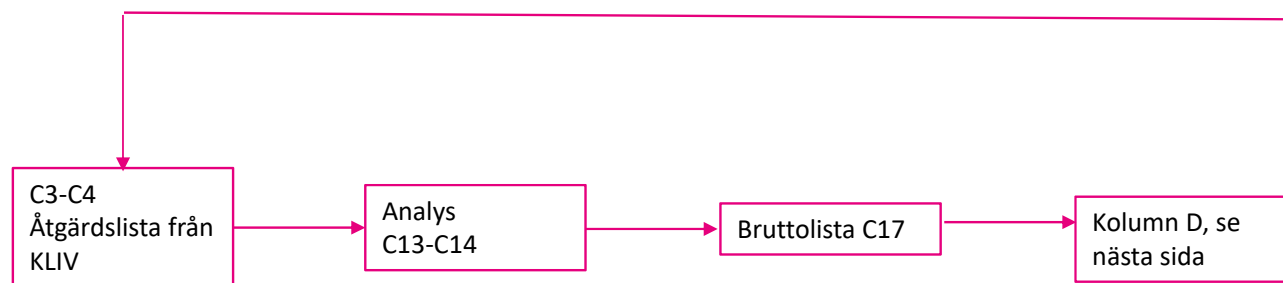 C3-C4
Åtgärdslista från
KLIV
Analys
C13-C14
Bruttolista C17
Kolumn D, se
nästa sida